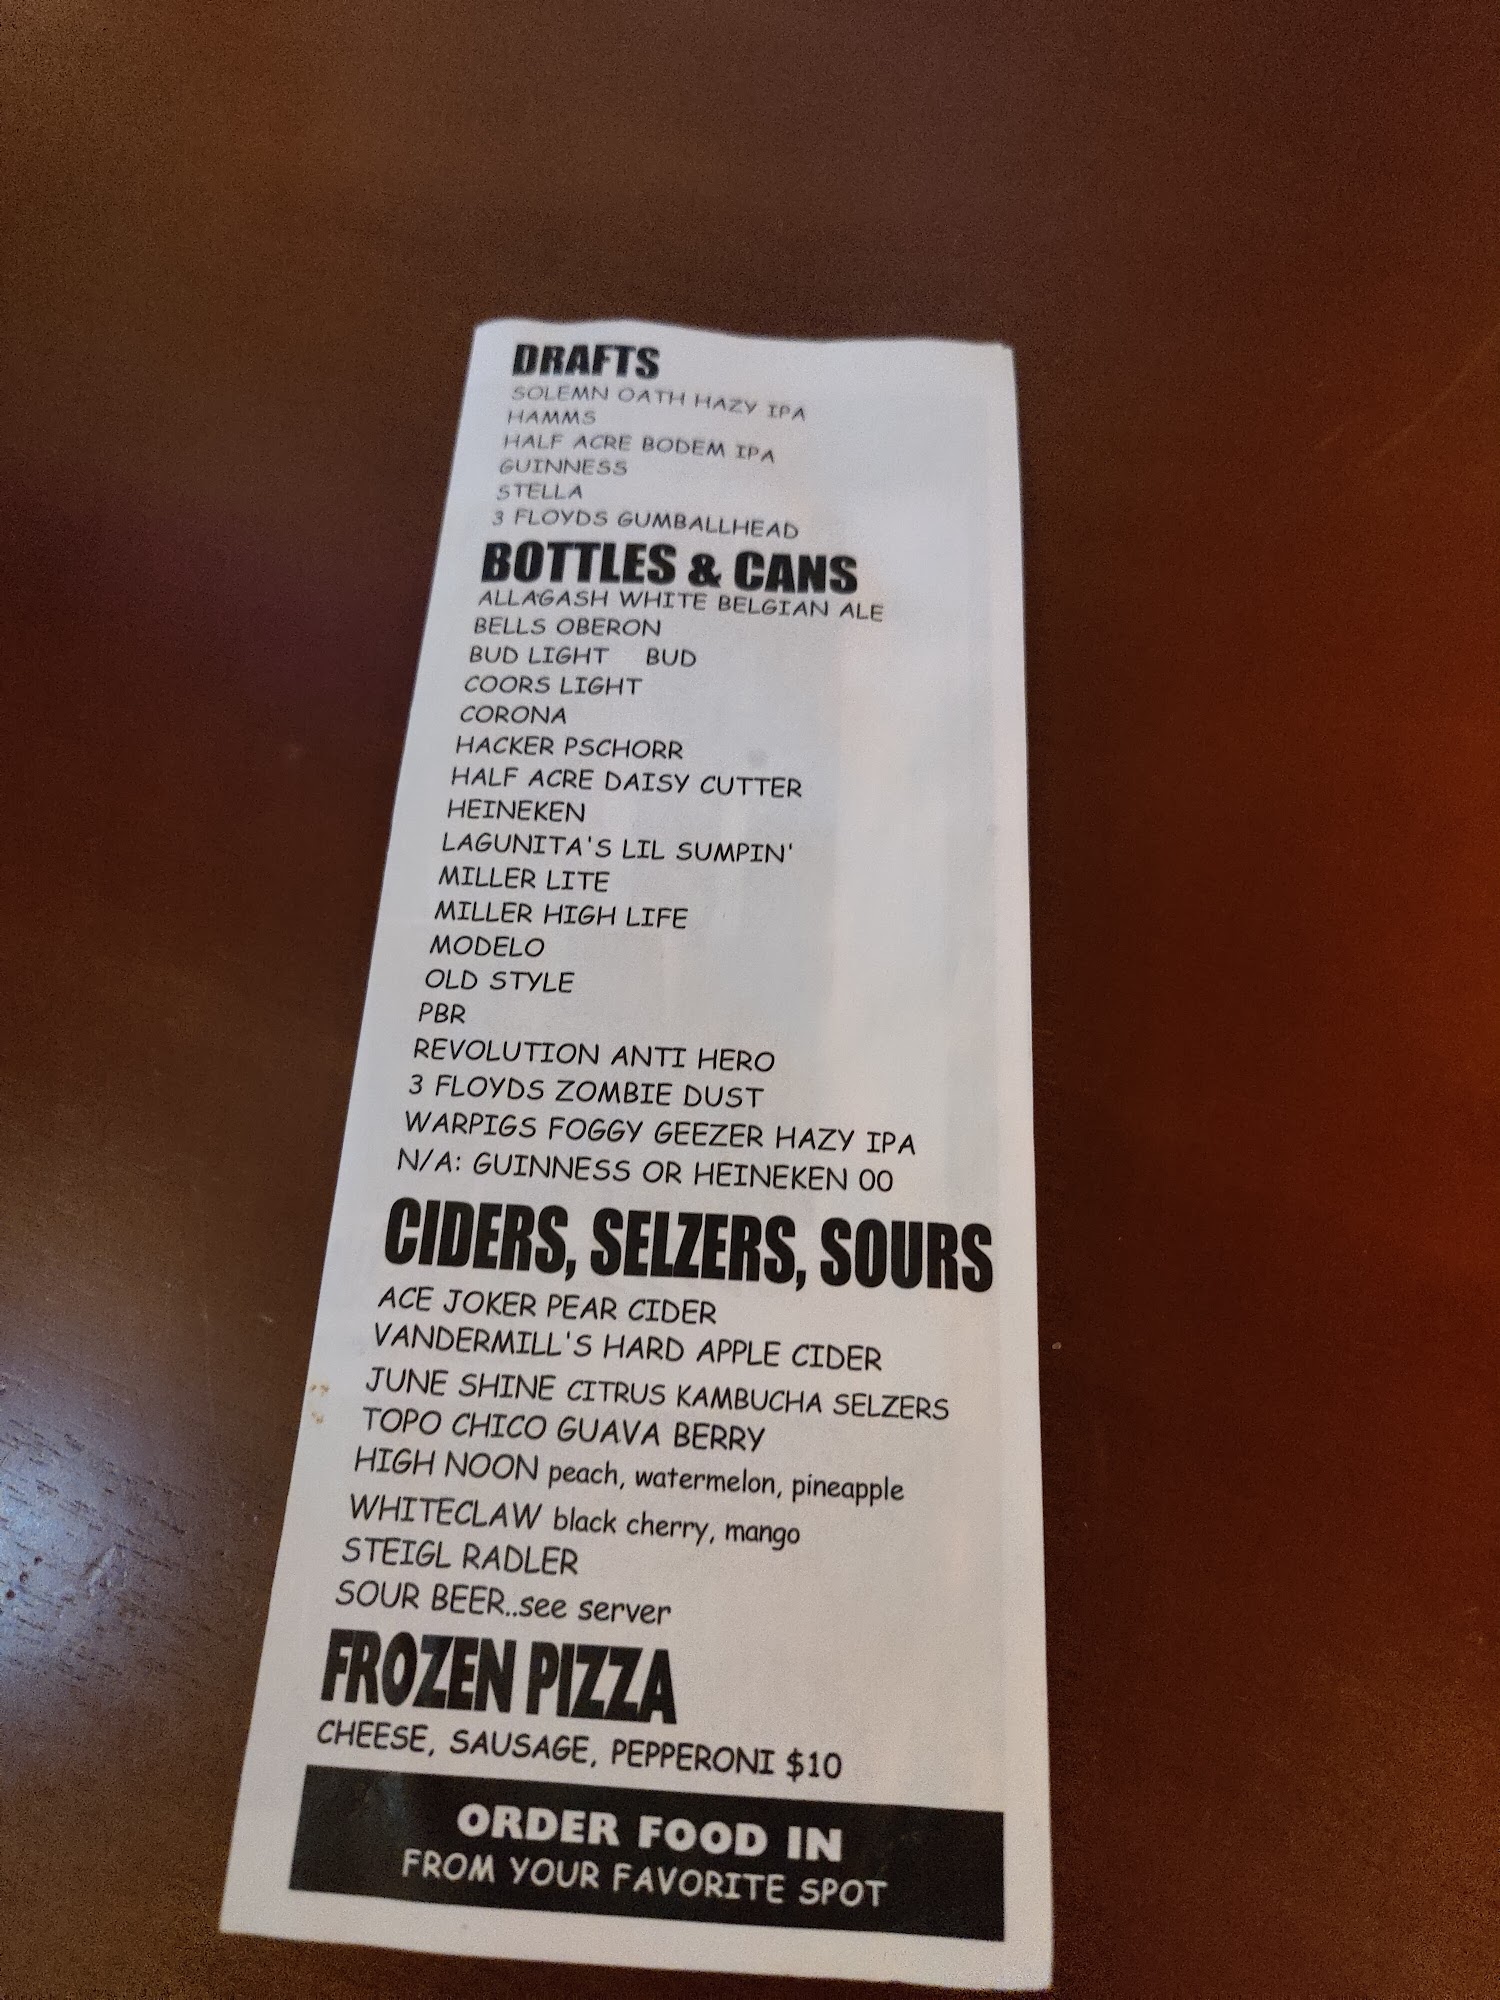 DRAFTS
SOLEMN OATH HAZY IPA
HAMMS
HALF ACRE BODEM IPA
GUINNESS
STELLA
3 FLOYDS GUMBALLHEAD
BOTTLES & CANS
ALLAGASH WHITE BELGIAN ALE
BELLS OBERON
BUD LIGHT BUD
COORS LIGHT
CORONA
HACKER PSCHORR
HALF ACRE DAISY CUTTER
HEINEKEN
LAGUNITA'S LIL SUMPIN'
MILLER LITE
MILLER HIGH LIFE
MODELO
OLD STYLE
PBR
REVOLUTION ANTI HERO
3 FLOYDS ZOMBIE DUST
WARPIGS FOGGY GEEZER HAZY IPA
N/A: GUINNESS OR HEINEKEN 00
CIDERS, SELZERS, SOURS
ACE JOKER PEAR CIDER
VANDERMILL'S HARD APPLE CIDER
JUNE SHINE CITRUS KAMBUCHA SELZERS
TOPO CHICO GUAVA BERRY
HIGH NOON peach, watermelon, pineapple
WHITECLAW black cherry, mango
STEIGL RADLER
SOUR BEER..see server
FROZEN PIZZA
CHEESE, SAUSAGE, PEPPERONI $10
ORDER FOOD IN
FROM YOUR FAVORITE SPOT